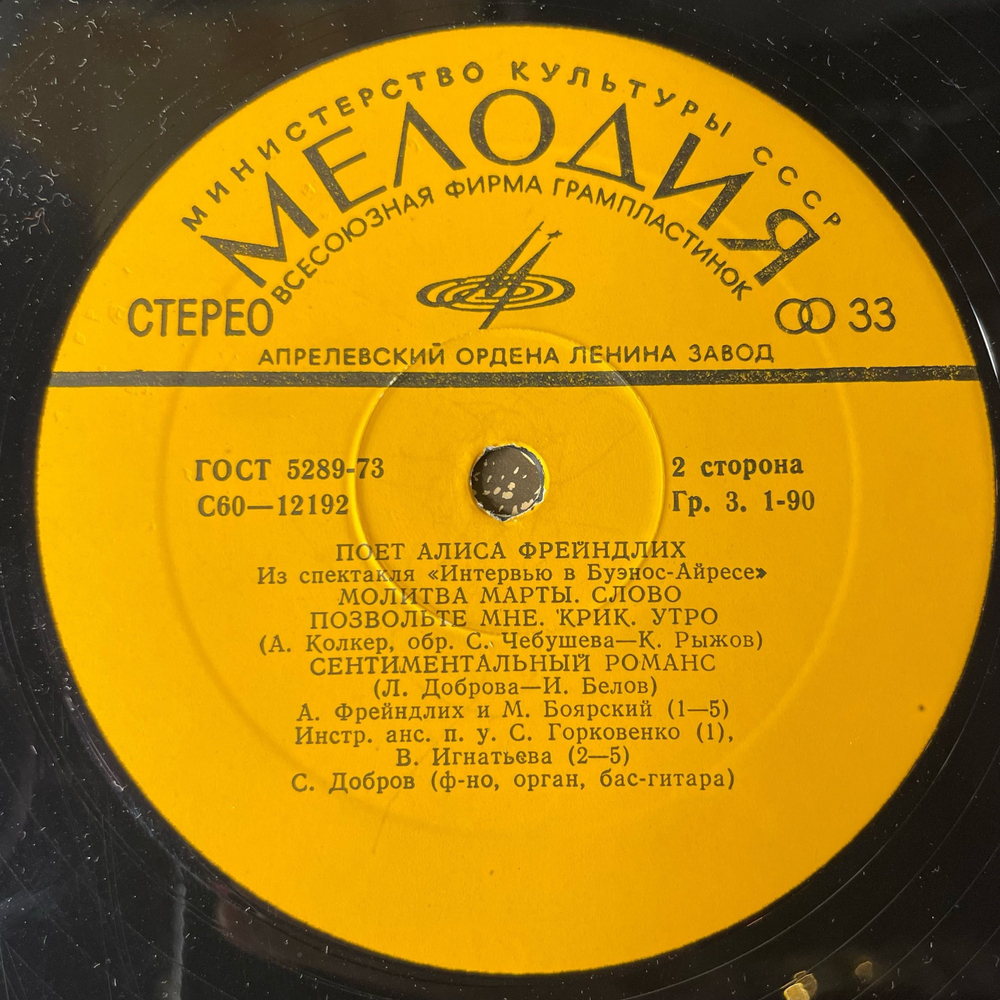 МИНИСТЕРСТВО КУЛЬТУРЫ СССР
МЕЛОДИЯ
ВСЕСОЮЗНАЯ ФИРМА ГРАМПЛАСТИНОК
СТЕРЕО
33
АПРЕЛЕВСКИЙ ОРДЕНА ЛЕНИНА ЗАВОД
ГОСТ 5289-73
2 сторона
С60—12192
Гр. 3. 1-90
ПОЕТ АЛИСА ФРЕЙНДЛИХ
Из спектакля «Интервью в Буэнос-Айресе»
МОЛИТВА МАРТЫ. СЛОВО
ПОЗВОЛЬТЕ МНЕ. КРИК. УТРО
(А. Колкер, обр. С. Чебушева—К. Рыжов)
СЕНТИМЕНТАЛЬНЫЙ РОМАНС
(Л. Доброва—И. Белов)
А. Фрейндлих и М. Боярский (1—5)
Инстр. анс. п. у. С. Горковенко (1),
В. Игнатьева (2—5)
С. Добров (ф-но, орган, бас-гитара)